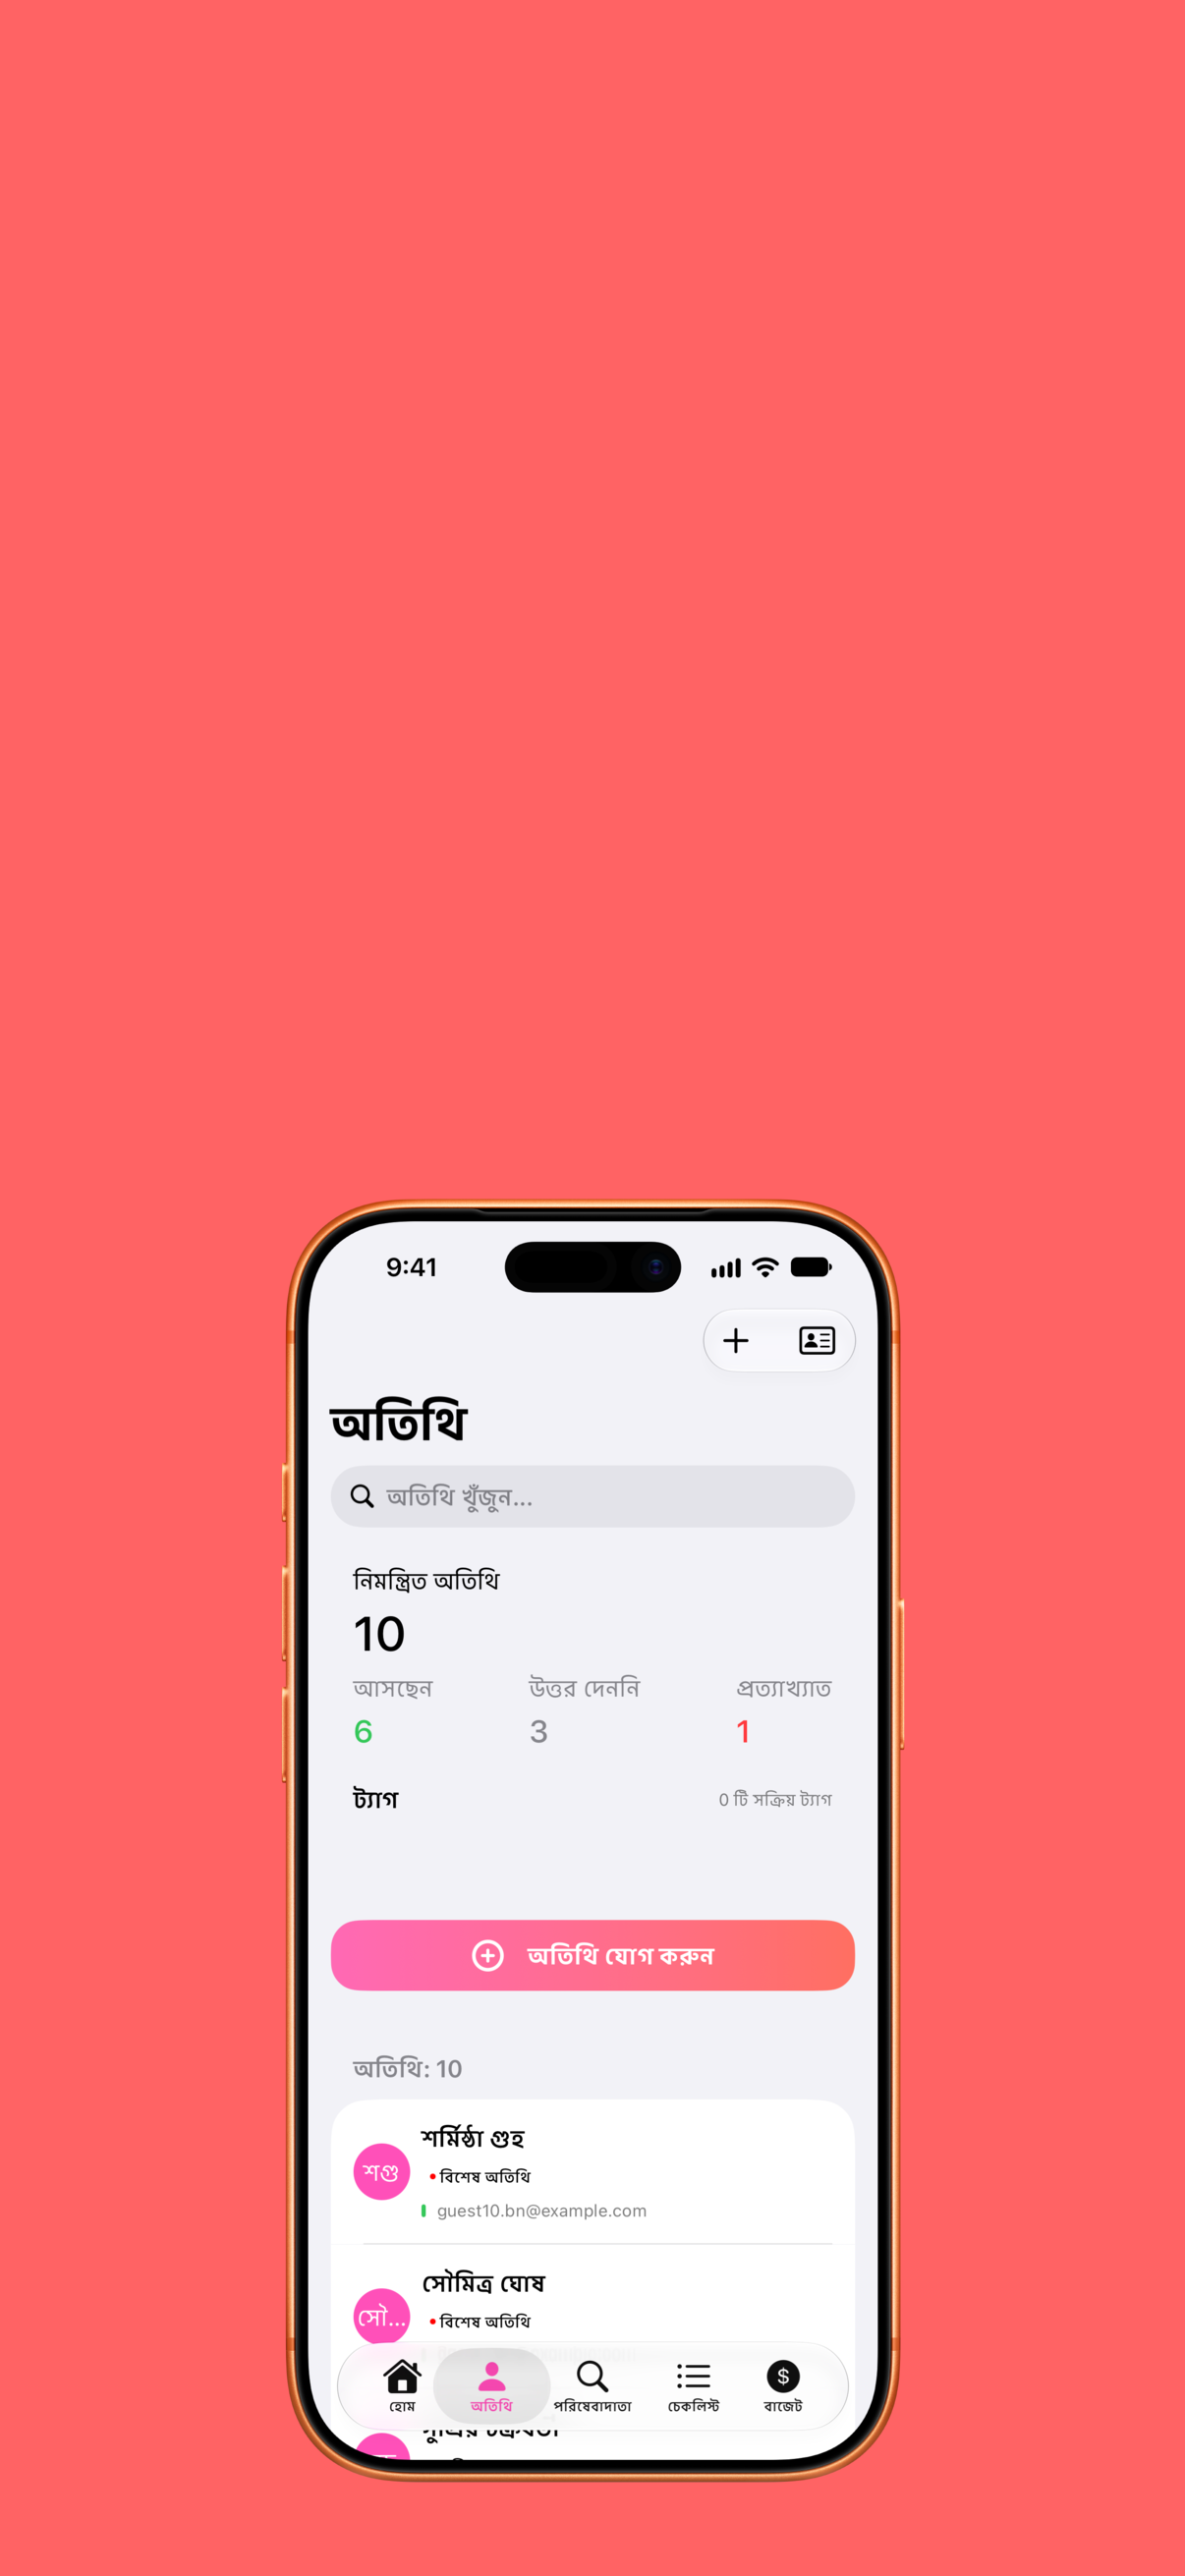 9:41
অতিথি
অতিথি খুঁজুন...
নিমন্ত্রিত অতিথি
10
আসছেন উত্তর দেননি প্রত্যাখ্যাত
6 3 1
ট্যাগ 0 টি সক্রিয় ট্যাগ
অতিথি যোগ করুন
অতিথি: 10
শর্মিষ্ঠা গুহ
শগু
• বিশেষ অতিথি
guest10.bn@example.com
সৌমিত্র ঘোষ
সৌ...
• বিশেষ অতিথি
হোম অতিথি পরিষেবাদাতা চেকলিস্ট বাজেট